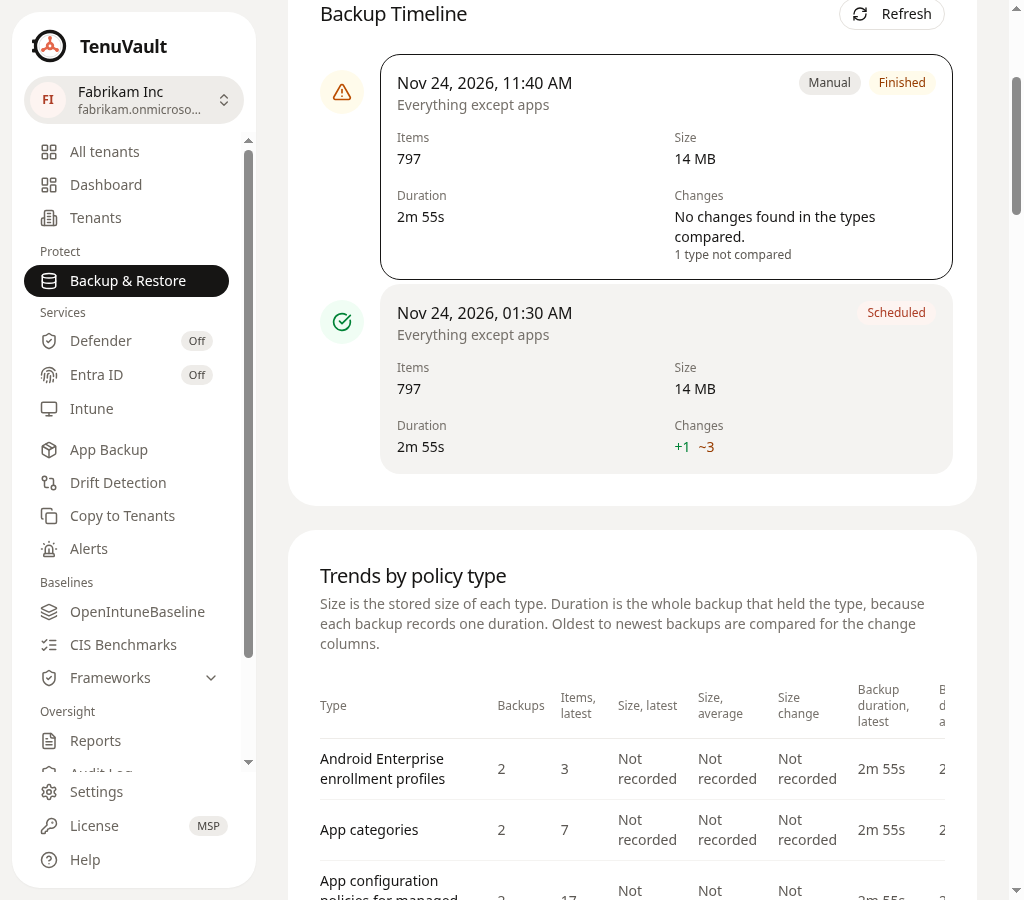 TenuVault
FI
Fabrikam Inc
fabrikam.onmicroso...
All tenants
Dashboard
Tenants
Protect
Backup & Restore
Services
Defender
Off
Entra ID
Off
Intune
App Backup
Drift Detection
Copy to Tenants
Alerts
Baselines
OpenIntuneBaseline
CIS Benchmarks
Frameworks
Oversight
Reports
Audit Log
Settings
License
MSP
Help
Backup Timeline
Refresh
Nov 24, 2026, 11:40 AM
Manual
Finished
Everything except apps
Items
Size
797
14 MB
Duration
Changes
2m 55s
No changes found in the types
compared.
1 type not compared
Nov 24, 2026, 01:30 AM
Scheduled
Everything except apps
Items
Size
797
14 MB
Duration
Changes
2m 55s
+1 ~3
Trends by policy type
Size is the stored size of each type. Duration is the whole backup that held the type, because
each backup records one duration. Oldest to newest backups are compared for the change
columns.
Type
Backups
Items,
latest
Size, latest
Size,
average
Size
change
Backup
duration,
latest
Android Enterprise
enrollment profiles
2
3
Not
recorded
Not
recorded
Not
recorded
2m 55s
App categories
2
7
Not
recorded
Not
recorded
Not
recorded
2m 55s
App configuration
policies for managed
2
17
Not
Not
Not
2m 55s